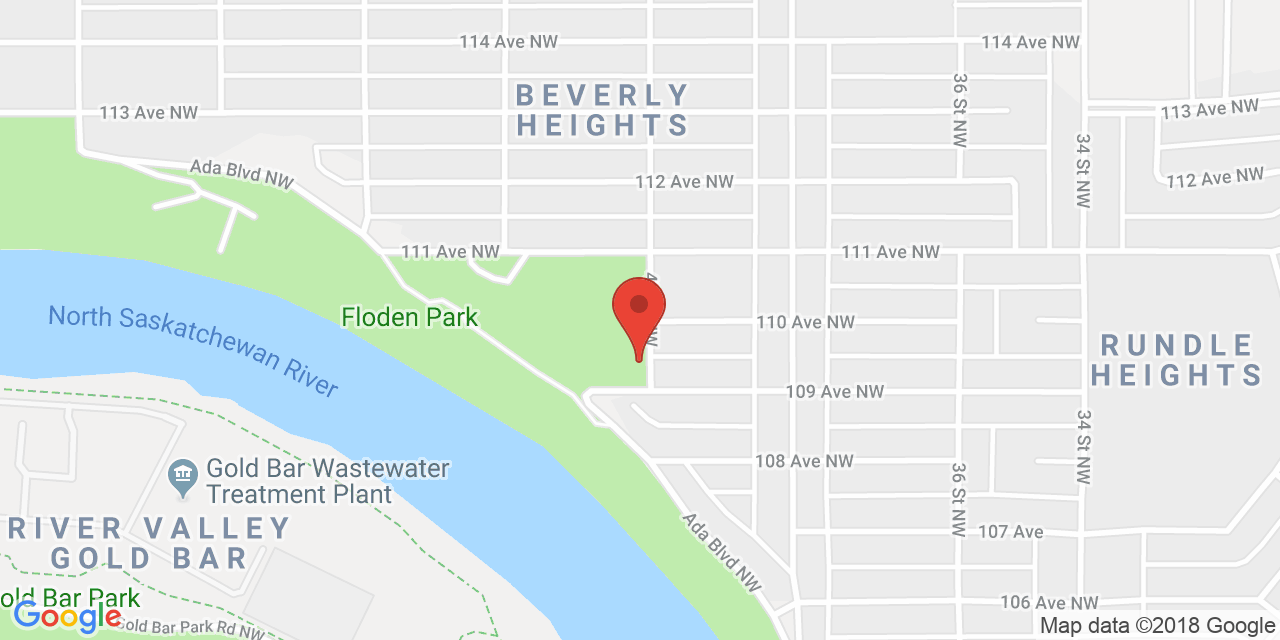 114 Ave NW
114 Ave NW
36 St NW
BEVERLY
HEIGHTS
113 Ave NW
113 Ave NW
34 St NW
Ada Blvd NW
112 Ave NW
112 Ave NW
111 Ave NW
111 Ave NW
North Saskatchewan River
Floden Park
110 Ave NW
RUNDLE
HEIGHTS
109 Ave NW
34 St NW
108 Ave NW
36 St NW
Gold Bar Wastewater
Treatment Plant
RIVER VALLEY
GOLD BAR
Ada Blvd NW
107 Ave
old Bar Park
Google
Gold Bar Park Rd NW
106 Ave NW
Map data ©2018 Google